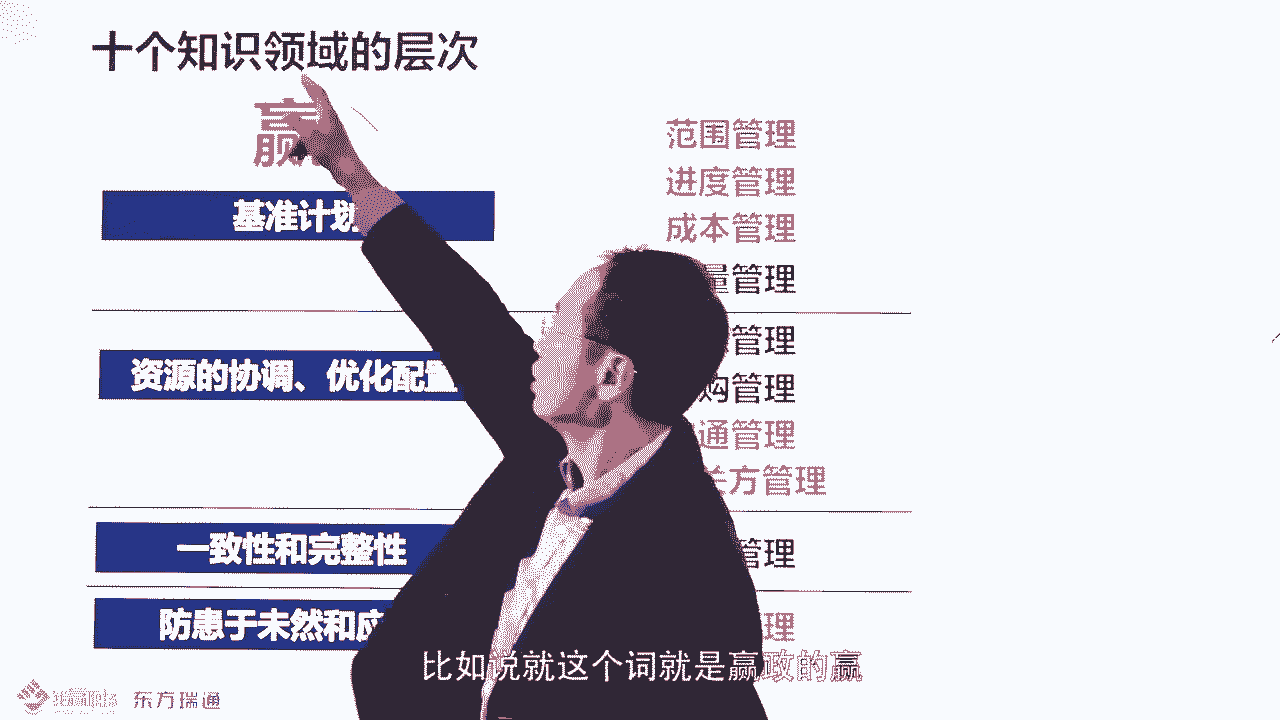 十个知识领域的层次
赢
范围管理
进度管理
成本管理
基准计划
量管理
管理
资源的协调、优化配置
购管理
通管理
关方管理
一致性和完整性
管理
防患于未然和应
理
比如说就这个词就是赢政的赢
东方瑞通